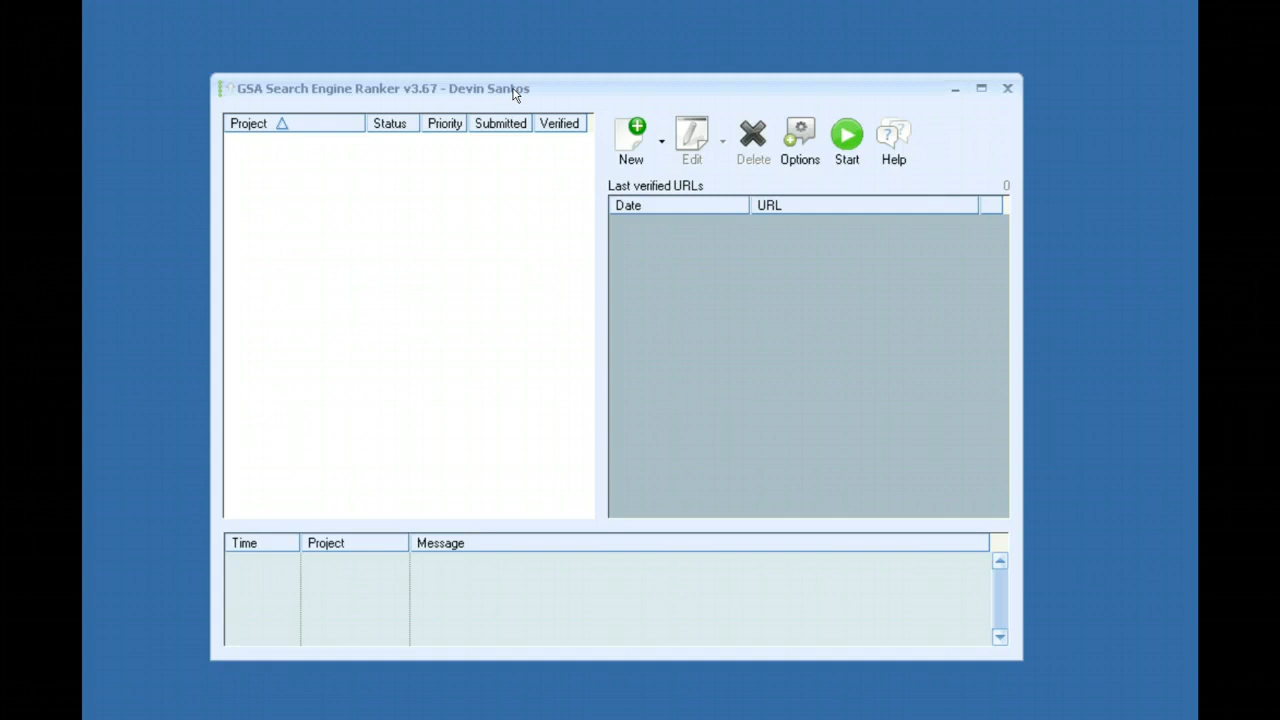 GSA Search Engine Ranker v3.67 - Devin Santos
Project Status Priority Submitted Verified
New Edit Delete Options Start Help
Last verified URLs 0
Date URL
Time Project Message